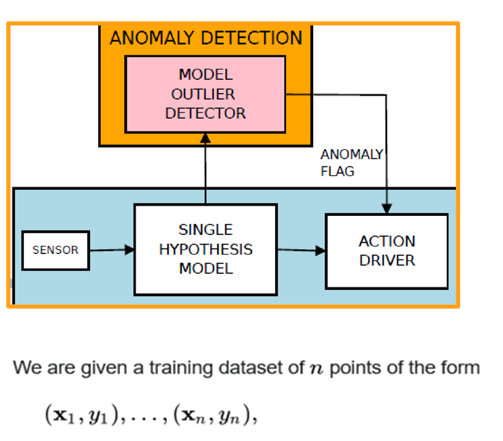 ANOMALY DETECTION
MODEL
OUTLIER
DETECTOR
ANOMALY
FLAG
SENSOR
SINGLE
HYPOTHESIS
MODEL
ACTION
DRIVER
We are given a training dataset of n points of the form
(x₁, y₁), . . . , (xₙ, yₙ),